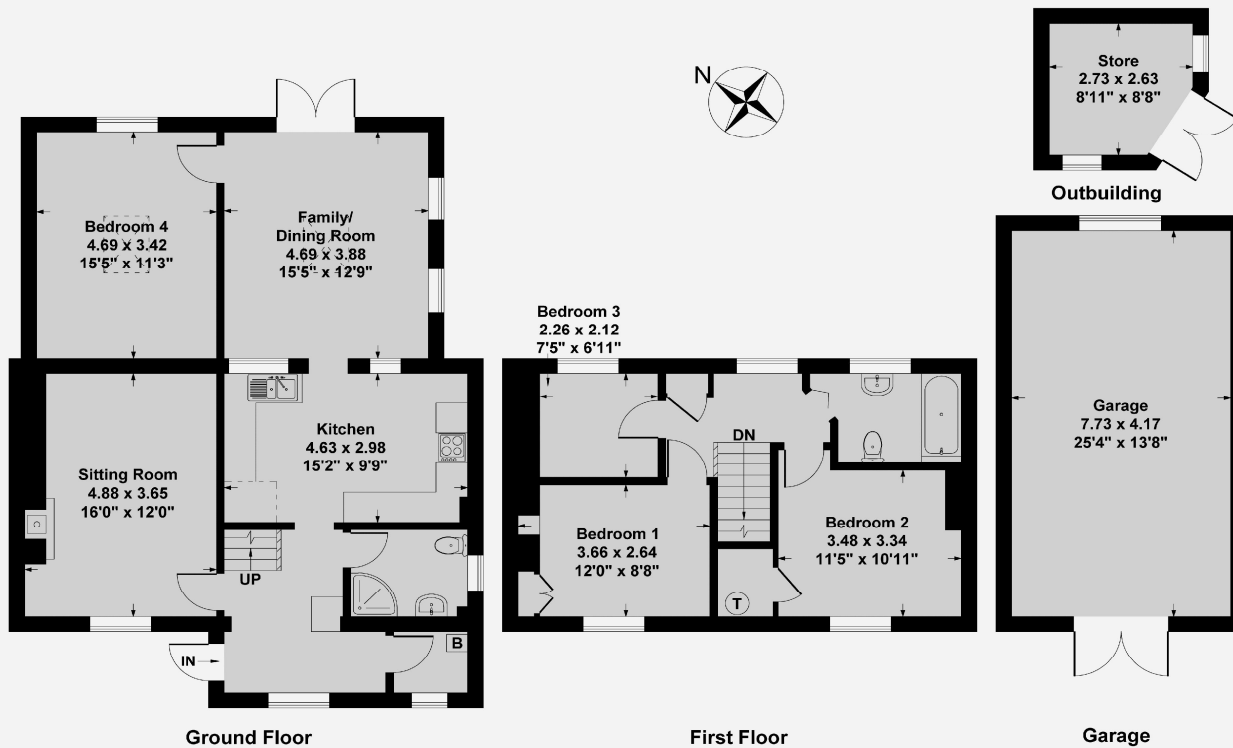 N
Store
2.73 x 2.63
8'11" x 8'8"
Outbuilding
Bedroom 4
4.69 x 3.42
15'5" x 11'3"
Family/
Dining Room
4.69 x 3.88
15'5" x 12'9"
Kitchen
4.63 x 2.98
15'2" x 9'9"
Sitting Room
4.88 x 3.65
16'0" x 12'0"
UP
IN
B
Ground Floor
Bedroom 3
2.26 x 2.12
7'5" x 6'11"
DN
Bedroom 1
3.66 x 2.64
12'0" x 8'8"
Bedroom 2
3.48 x 3.34
11'5" x 10'11"
T
First Floor
Garage
7.73 x 4.17
25'4" x 13'8"
Garage